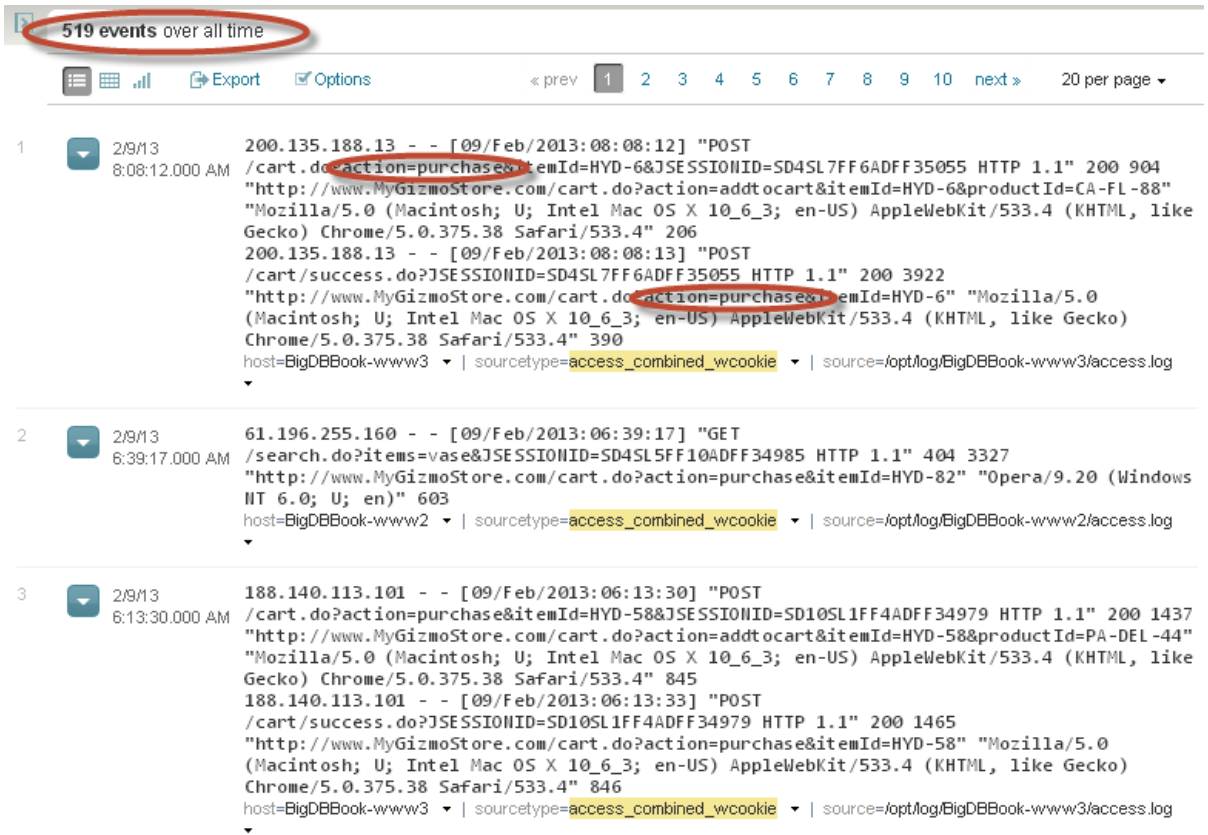 519 events over all time
Export Options « prev 1 2 3 4 5 6 7 8 9 10 next » 20 per page
1 2/9/13 200.135.188.13 - - [09/Feb/2013:08:08:12] "POST
8:08:12.000 AM /cart.do?action=purchase&itemId=HYD-6&JSESSIONID=SD4SL7FF6ADFF35055 HTTP 1.1" 200 904
"http://www.MyGizmoStore.com/cart.do?action=addtocart&itemId=HYD-6&productId=CA-FL-88"
"Mozilla/5.0 (Macintosh; U; Intel Mac OS X 10_6_3; en-US) AppleWebKit/533.4 (KHTML, like
Gecko) Chrome/5.0.375.38 Safari/533.4" 206
200.135.188.13 - - [09/Feb/2013:08:08:13] "POST
/cart/success.do?JSESSIONID=SD4SL7FF6ADFF35055 HTTP 1.1" 200 3922
"http://www.MyGizmoStore.com/cart.do?action=purchase&itemId=HYD-6" "Mozilla/5.0
(Macintosh; U; Intel Mac OS X 10_6_3; en-US) AppleWebKit/533.4 (KHTML, like Gecko)
Chrome/5.0.375.38 Safari/533.4" 390
host=BigDBBook-www3 | sourcetype=access_combined_wcookie | source=/opt/log/BigDBBook-www3/access.log
2 2/9/13 61.196.255.160 - - [09/Feb/2013:06:39:17] "GET
6:39:17.000 AM /search.do?items=vase&JSESSIONID=SD4SL5FF10ADFF34985 HTTP 1.1" 404 3327
"http://www.MyGizmoStore.com/cart.do?action=purchase&itemId=HYD-82" "Opera/9.20 (Windows
NT 6.0; U; en)" 603
host=BigDBBook-www2 | sourcetype=access_combined_wcookie | source=/opt/log/BigDBBook-www2/access.log
3 2/9/13 188.140.113.101 - - [09/Feb/2013:06:13:30] "POST
6:13:30.000 AM /cart.do?action=purchase&itemId=HYD-58&JSESSIONID=SD10SL1FF4ADFF34979 HTTP 1.1" 200 1437
"http://www.MyGizmoStore.com/cart.do?action=addtocart&itemId=HYD-58&productId=PA-DEL-44"
"Mozilla/5.0 (Macintosh; U; Intel Mac OS X 10_6_3; en-US) AppleWebKit/533.4 (KHTML, like
Gecko) Chrome/5.0.375.38 Safari/533.4" 845
188.140.113.101 - - [09/Feb/2013:06:13:33] "POST
/cart/success.do?JSESSIONID=SD10SL1FF4ADFF34979 HTTP 1.1" 200 1465
"http://www.MyGizmoStore.com/cart.do?action=purchase&itemId=HYD-58" "Mozilla/5.0
(Macintosh; U; Intel Mac OS X 10_6_3; en-US) AppleWebKit/533.4 (KHTML, like Gecko)
Chrome/5.0.375.38 Safari/533.4" 846
host=BigDBBook-www3 | sourcetype=access_combined_wcookie | source=/opt/log/BigDBBook-www3/access.log